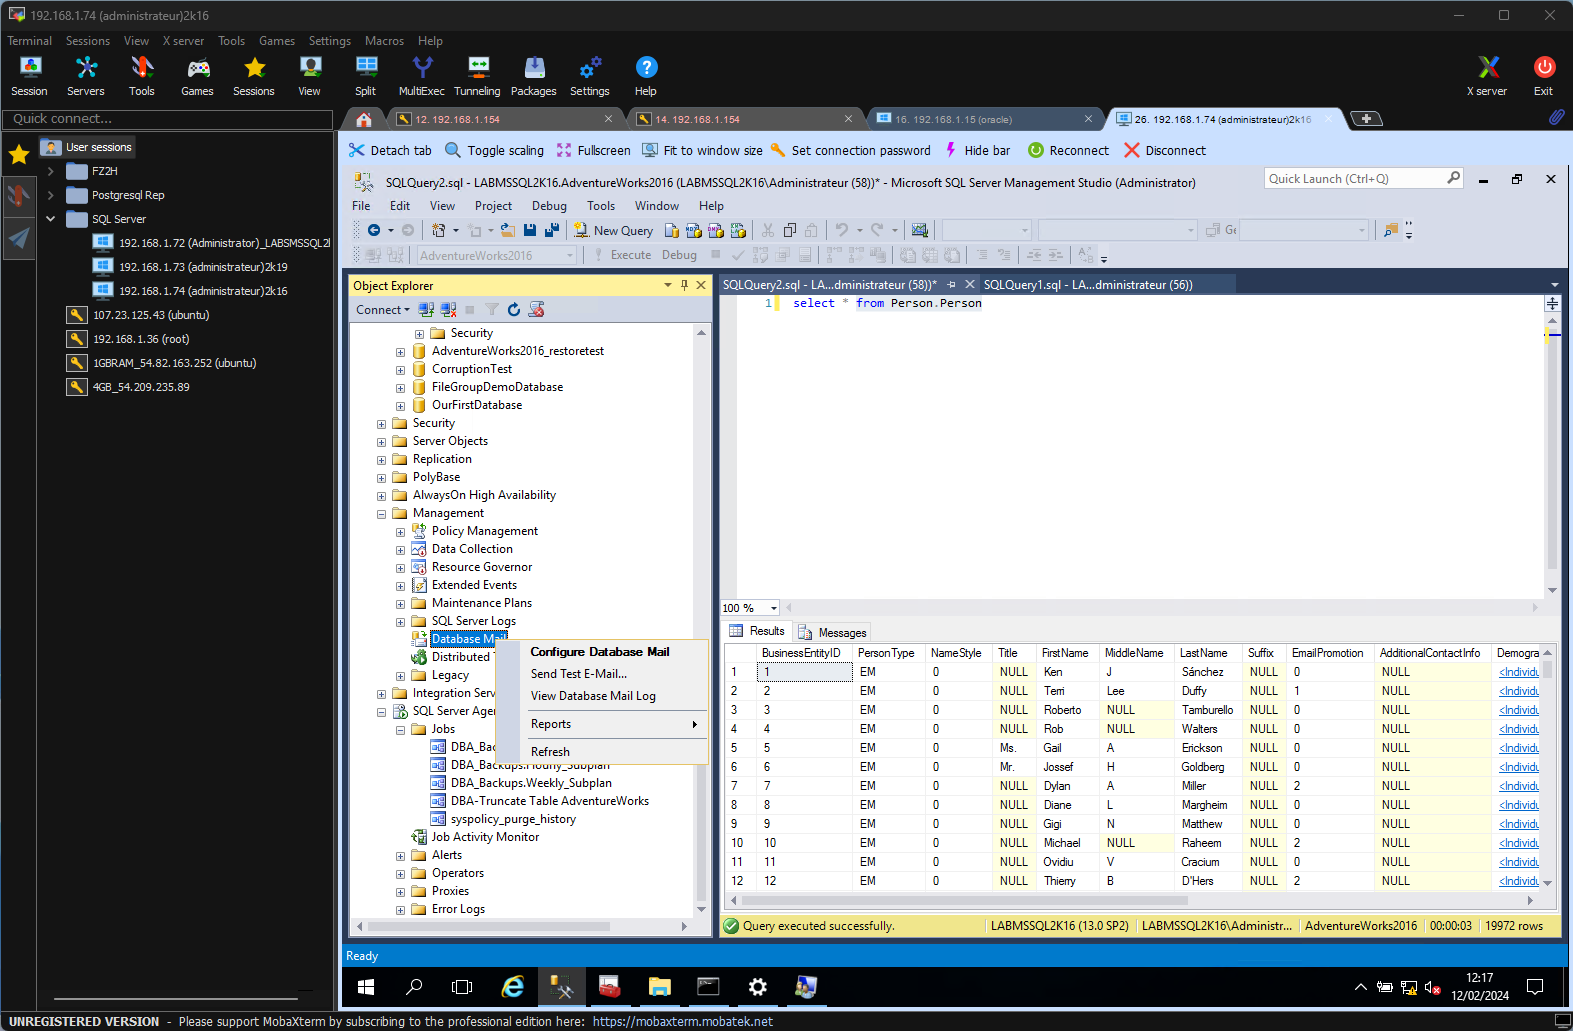 192.168.1.74 (administrateur)2k16
Terminal Sessions View X server Tools Games Settings Macros Help
Session Servers Tools Games Sessions View Split MultiExec Tunneling Packages Settings Help X server Exit
Quick connect...
12. 192.168.1.154 14. 192.168.1.154 16. 192.168.1.15 (oracle) 26. 192.168.1.74 (administrateur)2k16
User sessions
FZ2H
Postgresql Rep
SQL Server
192.168.1.72 (Administrator)_LABSMSSQL2
192.168.1.73 (administrateur)2k19
192.168.1.74 (administrateur)2k16
107.23.125.43 (ubuntu)
192.168.1.36 (root)
1GBRAM_54.82.163.252 (ubuntu)
4GB_54.209.235.89
Detach tab Toggle scaling Fullscreen Fit to window size Set connection password Hide bar Reconnect Disconnect
SQLQuery2.sql - LABMSSQL2K16.AdventureWorks2016 (LABMSSQL2K16\Administrateur (58))* - Microsoft SQL Server Management Studio (Administrator)
Quick Launch (Ctrl+Q)
File Edit View Project Debug Tools Window Help
New Query
AdventureWorks2016 Execute Debug
Object Explorer
Connect
Security
AdventureWorks2016_restoretest
CorruptionTest
FileGroupDemoDatabase
OurFirstDatabase
Security
Server Objects
Replication
PolyBase
AlwaysOn High Availability
Management
Policy Management
Data Collection
Resource Governor
Extended Events
Maintenance Plans
SQL Server Logs
Database Mail
Distributed
Legacy
Integration Serv
SQL Server Agen
Jobs
DBA_Bac
DBA_Backups.Hourly_Subplan
DBA_Backups.Weekly_Subplan
DBA-Truncate Table AdventureWorks
syspolicy_purge_history
Job Activity Monitor
Alerts
Operators
Proxies
Error Logs
Configure Database Mail
Send Test E-Mail...
View Database Mail Log
Reports
Refresh
SQLQuery2.sql - LA...dministrateur (58))* SQLQuery1.sql - LA...dministrateur (56))
1 select * from Person.Person
100 %
Results Messages
BusinessEntityID PersonType NameStyle Title FirstName MiddleName LastName Suffix EmailPromotion AdditionalContactInfo Demogra
1 1 EM 0 NULL Ken J Sánchez NULL 0 NULL <Individu
2 2 EM 0 NULL Terri Lee Duffy NULL 1 NULL <Individu
3 3 EM 0 NULL Roberto NULL Tamburello NULL 0 NULL <Individu
4 4 EM 0 NULL Rob NULL Walters NULL 0 NULL <Individu
5 5 EM 0 Ms. Gail A Erickson NULL 0 NULL <Individu
6 6 EM 0 Mr. Jossef H Goldberg NULL 0 NULL <Individu
7 7 EM 0 NULL Dylan A Miller NULL 2 NULL <Individu
8 8 EM 0 NULL Diane L Margheim NULL 0 NULL <Individu
9 9 EM 0 NULL Gigi N Matthew NULL 0 NULL <Individu
10 10 EM 0 NULL Michael NULL Raheem NULL 2 NULL <Individu
11 11 EM 0 NULL Ovidiu V Cracium NULL 0 NULL <Individu
12 12 EM 0 NULL Thierry B D'Hers NULL 2 NULL <Individu
Query executed successfully. LABMSSQL2K16 (13.0 SP2) LABMSSQL2K16\Administr... AdventureWorks2016 00:00:03 19972 rows
Ready
12:17
12/02/2024
UNREGISTERED VERSION - Please support MobaXterm by subscribing to the professional edition here: https://mobaxterm.mobatek.net